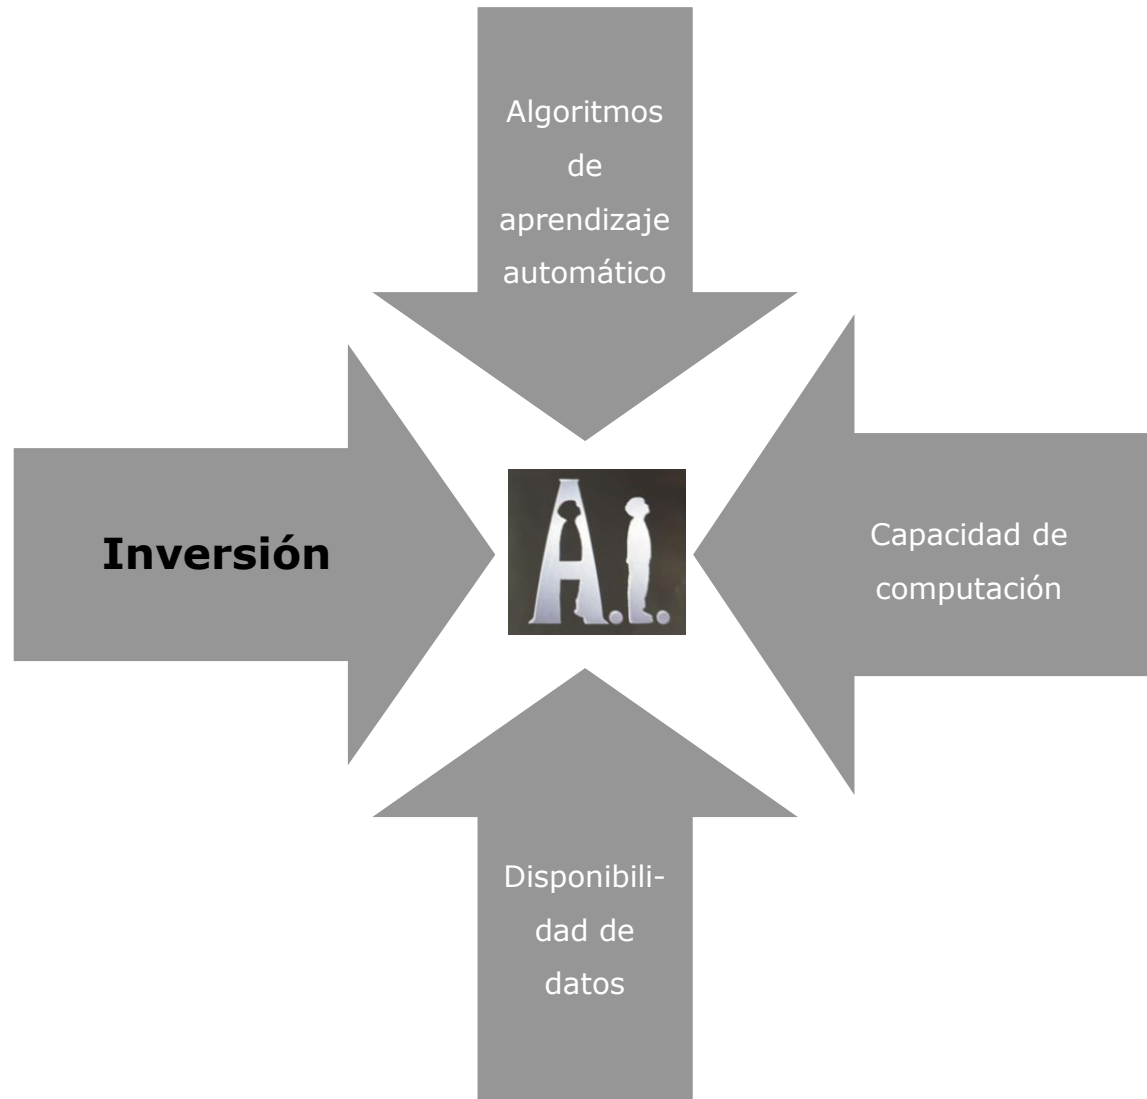 Algoritmos
de
aprendizaje
automático
Inversión
A.I.
Capacidad de
computación
Disponibili-
dad de
datos